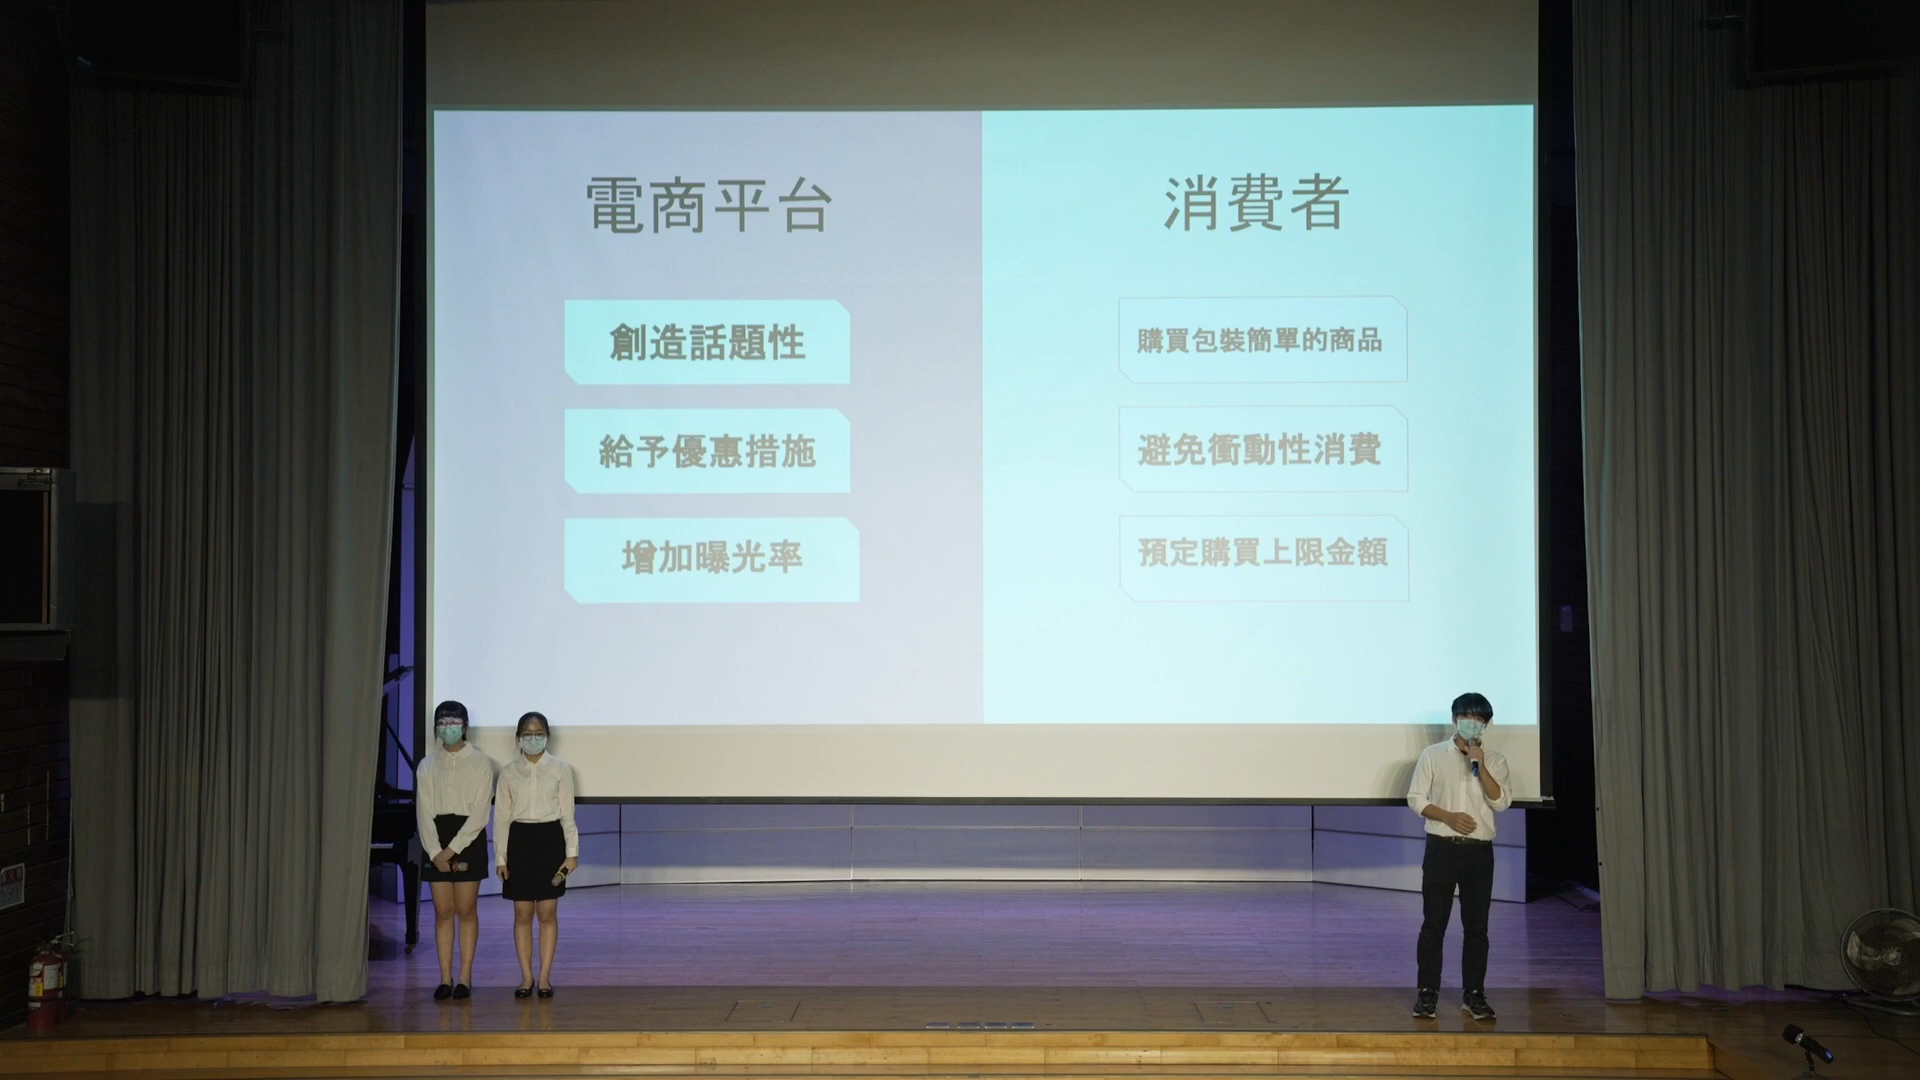 電商平台
創造話題性
給予優惠措施
增加曝光率
消費者
購買包裝簡單的商品
避免衝動性消費
預定購買上限金額